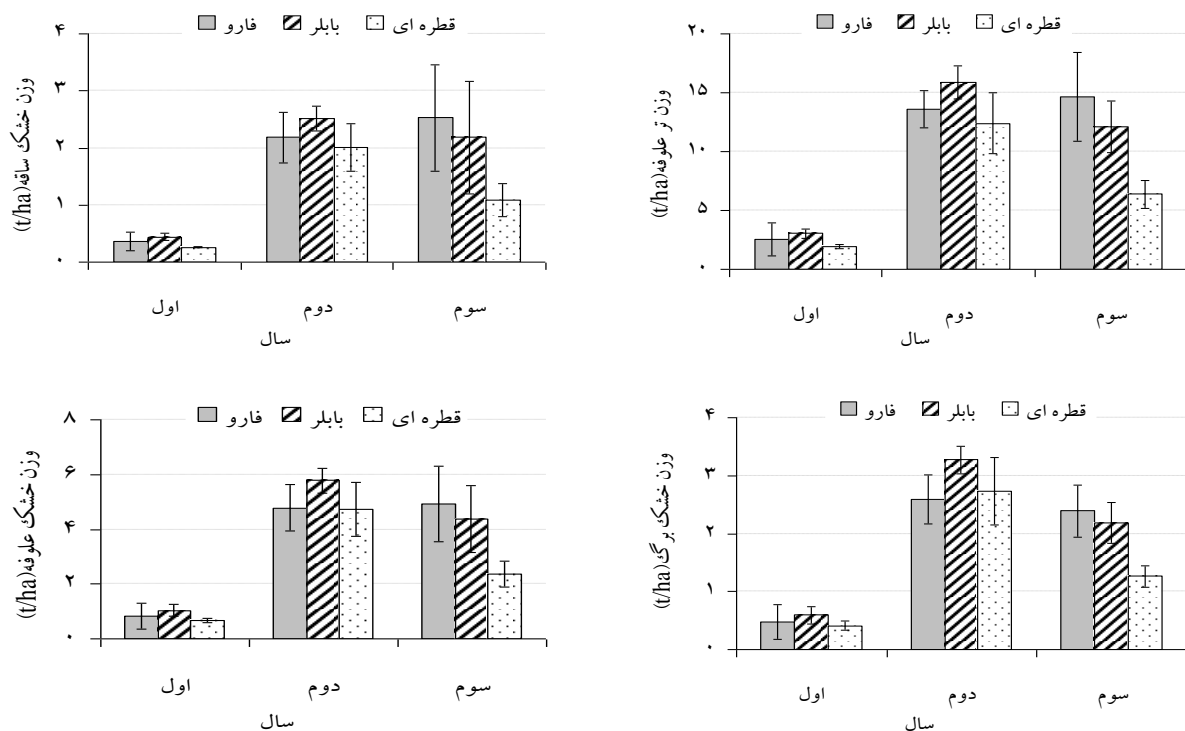 فارو بابلر قطره ای
وزن خشک ساقه(t/ha)
۴
۳
۲
۱
۰
اول دوم سوم
سال
فارو بابلر قطره ای
وزن تر علوفه(t/ha)
۲۰
۱۵
۱۰
۵
۰
اول دوم سوم
سال
فارو بابلر قطره ای
وزن خشک علوفه(t/ha)
۸
۶
۴
۲
۰
اول دوم سوم
سال
فارو بابلر قطره ای
وزن خشک برگ(t/ha)
۴
۳
۲
۱
۰
اول دوم سوم
سال